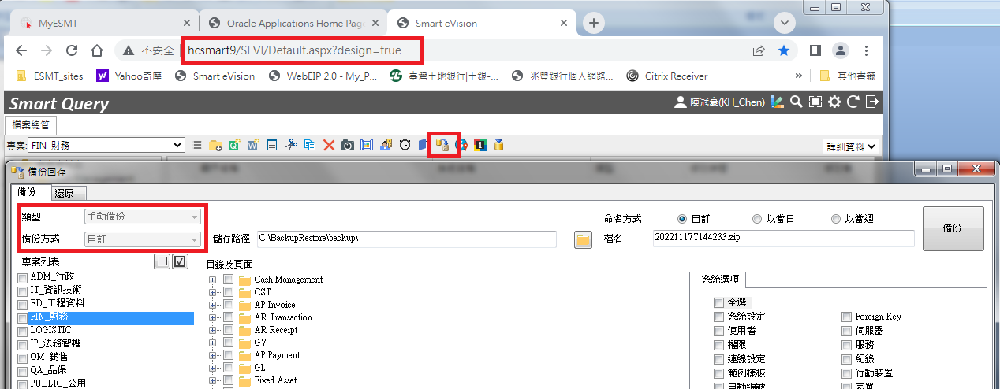 MyESMT
Oracle Applications Home Page
Smart eVision
不安全
hcsmart9/SEVI/Default.aspx?design=true
ESMT_sites
Yahoo奇摩
Smart eVision
WebEIP 2.0 - My_P...
臺灣土地銀行|土銀-...
兆豐銀行個人網路...
Citrix Receiver
»
其他書籤
Smart Query
陳冠豪(KH_Chen)
檔案總管
專案: FIN_財務
詳細資料
備份回存
備份
還原
類型
手動備份
命名方式
自訂
以當日
以當週
備份
備份方式
自訂
儲存路徑
C:\BackupRestore\backup\
檔名
20221117T144233.zip
專案列表
目錄及頁面
系統選項
ADM_行政
IT_資訊技術
ED_工程資料
FIN_財務
LOGISTIC
IP_法務智權
OM_銷售
QA_品保
PUBLIC_公用
Cash Management
CST
AP Invoice
AR Transaction
AR Receipt
GV
AP Payment
GL
Fixed Asset
全選
系統設定
使用者
權限
連線設定
範例樣板
自動編號
Foreign Key
伺服器
服務
紀錄
行動裝置
表單